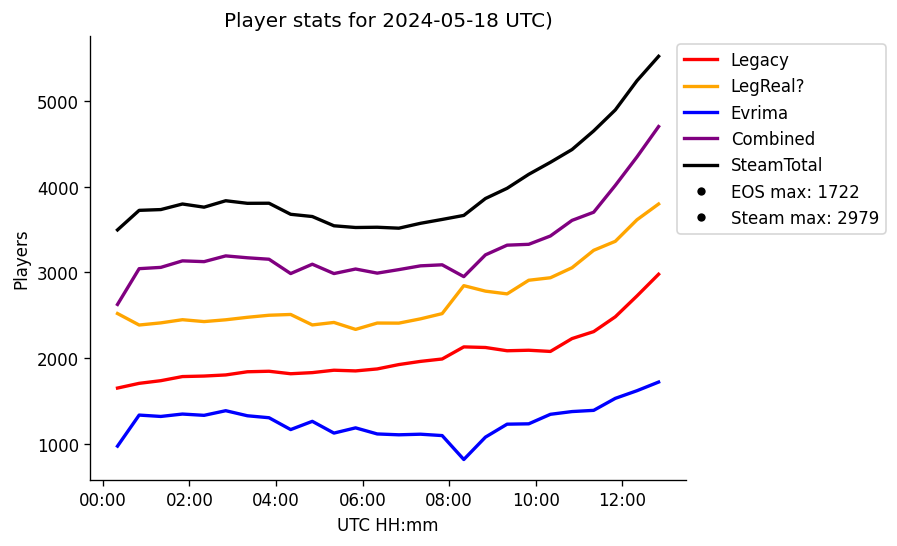 Player stats for 2024-05-18 UTC)
Legacy
LegReal?
Evrima
Combined
SteamTotal
EOS max: 1722
Steam max: 2979
Players
5000
4000
3000
2000
1000
00:00 02:00 04:00 06:00 08:00 10:00 12:00
UTC HH:mm